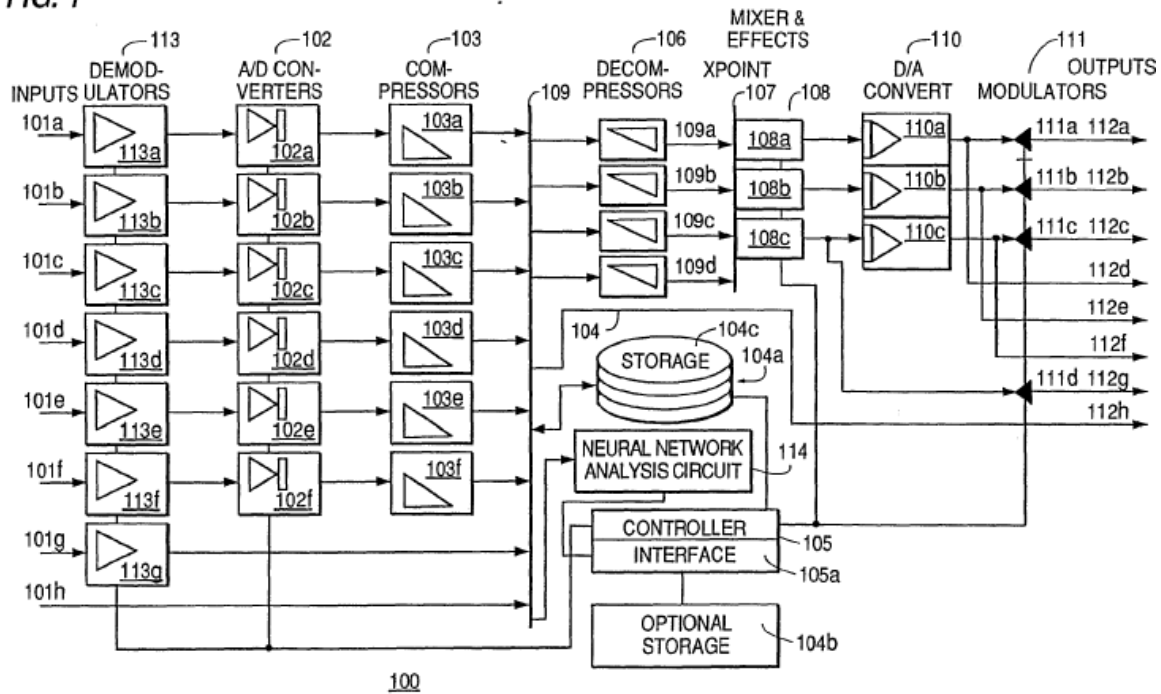 FIG. 1
MIXER &
EFFECTS
113
102
103
106
110
111
DEMOD-
ULATORS
A/D CON-
VERTERS
COM-
PRESSORS
DECOM-
PRESSORS
XPOINT
D/A
CONVERT
MODULATORS
OUTPUTS
INPUTS
109
107
108
101a
113a
102a
103a
109a
108a
110a
111a
112a
101b
113b
102b
103b
109b
108b
110b
111b
112b
101c
113c
102c
103c
109c
108c
110c
111c
112c
109d
112d
101d
113d
102d
103d
104
104c
STORAGE
104a
112e
112f
101e
113e
102e
103e
111d
112g
112h
101f
113f
102f
103f
NEURAL NETWORK
ANALYSIS CIRCUIT
114
101g
113g
CONTROLLER
105
INTERFACE
105a
101h
OPTIONAL
STORAGE
104b
100